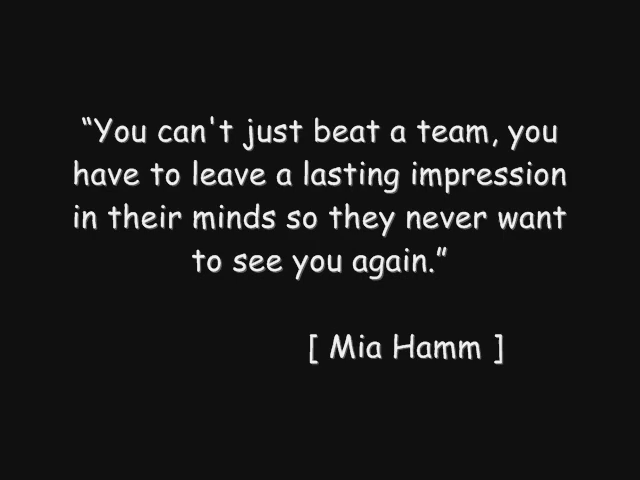 “You can't just beat a team, you
have to leave a lasting impression
in their minds so they never want
to see you again.”
[ Mia Hamm ]